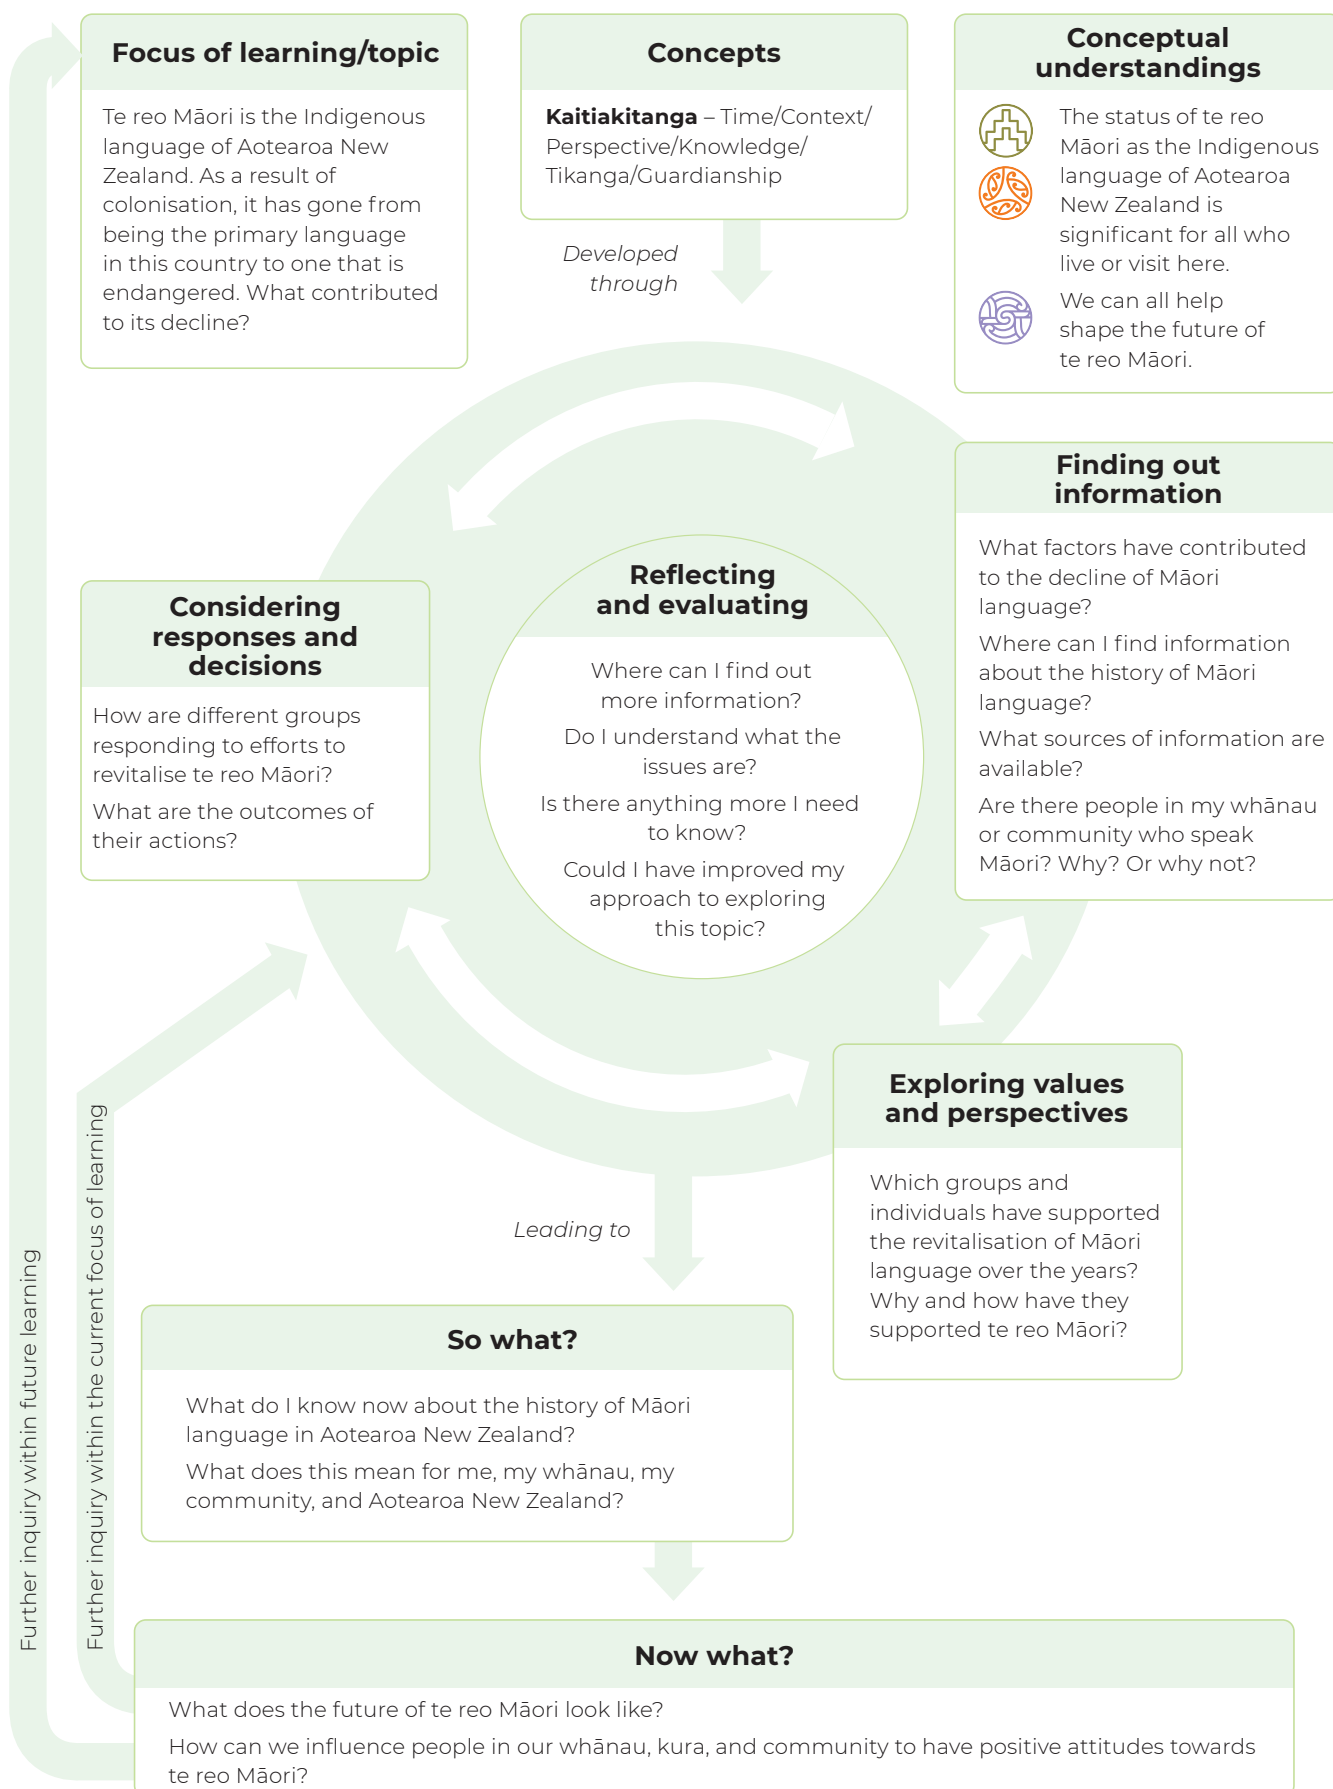 Focus of learning/topic
Te reo Māori is the Indigenous
language of Aotearoa New
Zealand. As a result of
colonisation, it has gone from
being the primary language
in this country to one that is
endangered. What contributed
to its decline?
Concepts
Kaitiakitanga – Time/Context/
Perspective/Knowledge/
Tikanga/Guardianship
Conceptual
understandings
The status of te reo
Māori as the Indigenous
language of Aotearoa
New Zealand is
significant for all who
live or visit here.
We can all help
shape the future of
te reo Māori.
Developed
through
Finding out
information
What factors have contributed
to the decline of Māori
language?
Where can I find information
about the history of Māori
language?
What sources of information are
available?
Are there people in my whānau
or community who speak
Māori? Why? Or why not?
Reflecting
and evaluating
Where can I find out
more information?
Do I understand what the
issues are?
Is there anything more I need
to know?
Could I have improved my
approach to exploring
this topic?
Considering
responses and
decisions
How are different groups
responding to efforts to
revitalise te reo Māori?
What are the outcomes of
their actions?
Exploring values
and perspectives
Which groups and
individuals have supported
the revitalisation of Māori
language over the years?
Why and how have they
supported te reo Māori?
Leading to
So what?
What do I know now about the history of Māori
language in Aotearoa New Zealand?
What does this mean for me, my whānau, my
community, and Aotearoa New Zealand?
Now what?
What does the future of te reo Māori look like?
How can we influence people in our whānau, kura, and community to have positive attitudes towards
te reo Māori?
Further inquiry within future learning
Further inquiry within the current focus of learning